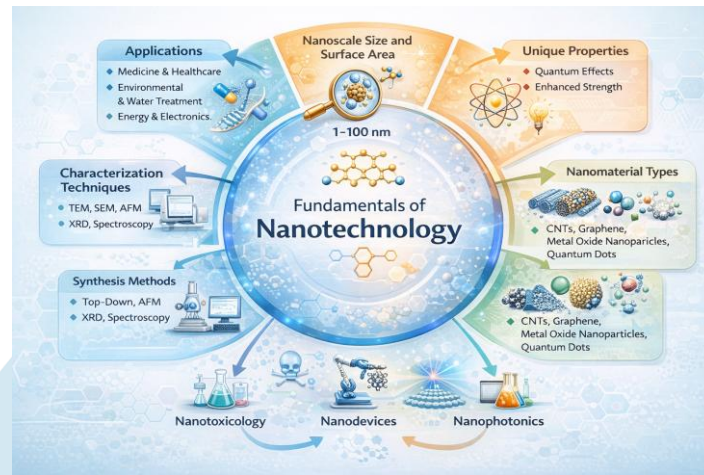 Applications
◆ Medicine & Healthcare
◆ Environmental
& Water Treatment
◆ Energy & Electronics.
Nanoscale Size and
Surface Area
1–100 nm
Unique Properties
◆ Quantum Effects
◆ Enhanced Strength
Characterization
Techniques
◆ TEM, SEM, AFM
◆ XRD, Spectroscopy
Fundamentals of
Nanotechnology
Nanomaterial Types
◆ CNTs, Graphene,
Metal Oxide Nanoparicles,
Quantum Dots
Synthesis Methods
◆ Top-Down, AFM
◆ XRD, Spectroscopy
◆ CNTs, Graphene,
Metal Oxide Nanoparticles,
Quantum Dots
Nanotoxicology
Nanodevices
Nanophotonics